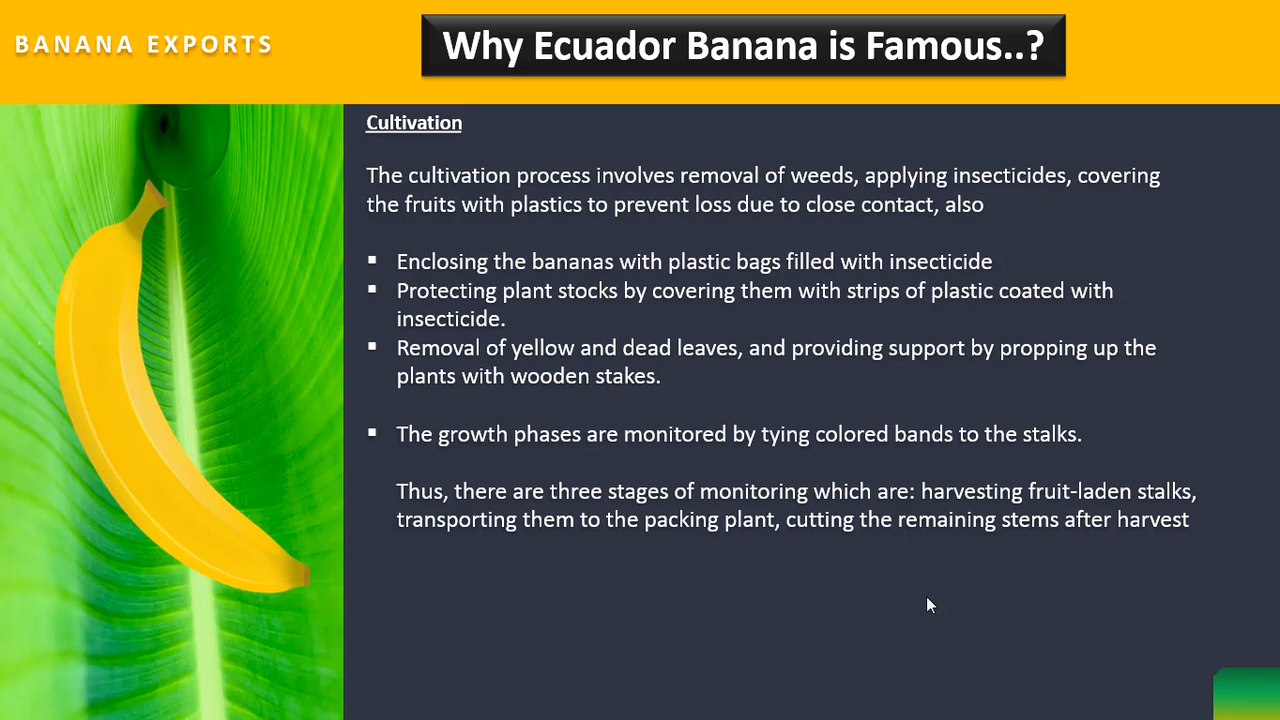 BANANA EXPORTS
Why Ecuador Banana is Famous..?
Cultivation
The cultivation process involves removal of weeds, applying insecticides, covering
the fruits with plastics to prevent loss due to close contact, also
▪ Enclosing the bananas with plastic bags filled with insecticide
▪ Protecting plant stocks by covering them with strips of plastic coated with
insecticide.
▪ Removal of yellow and dead leaves, and providing support by propping up the
plants with wooden stakes.
▪ The growth phases are monitored by tying colored bands to the stalks.
Thus, there are three stages of monitoring which are: harvesting fruit-laden stalks,
transporting them to the packing plant, cutting the remaining stems after harvest